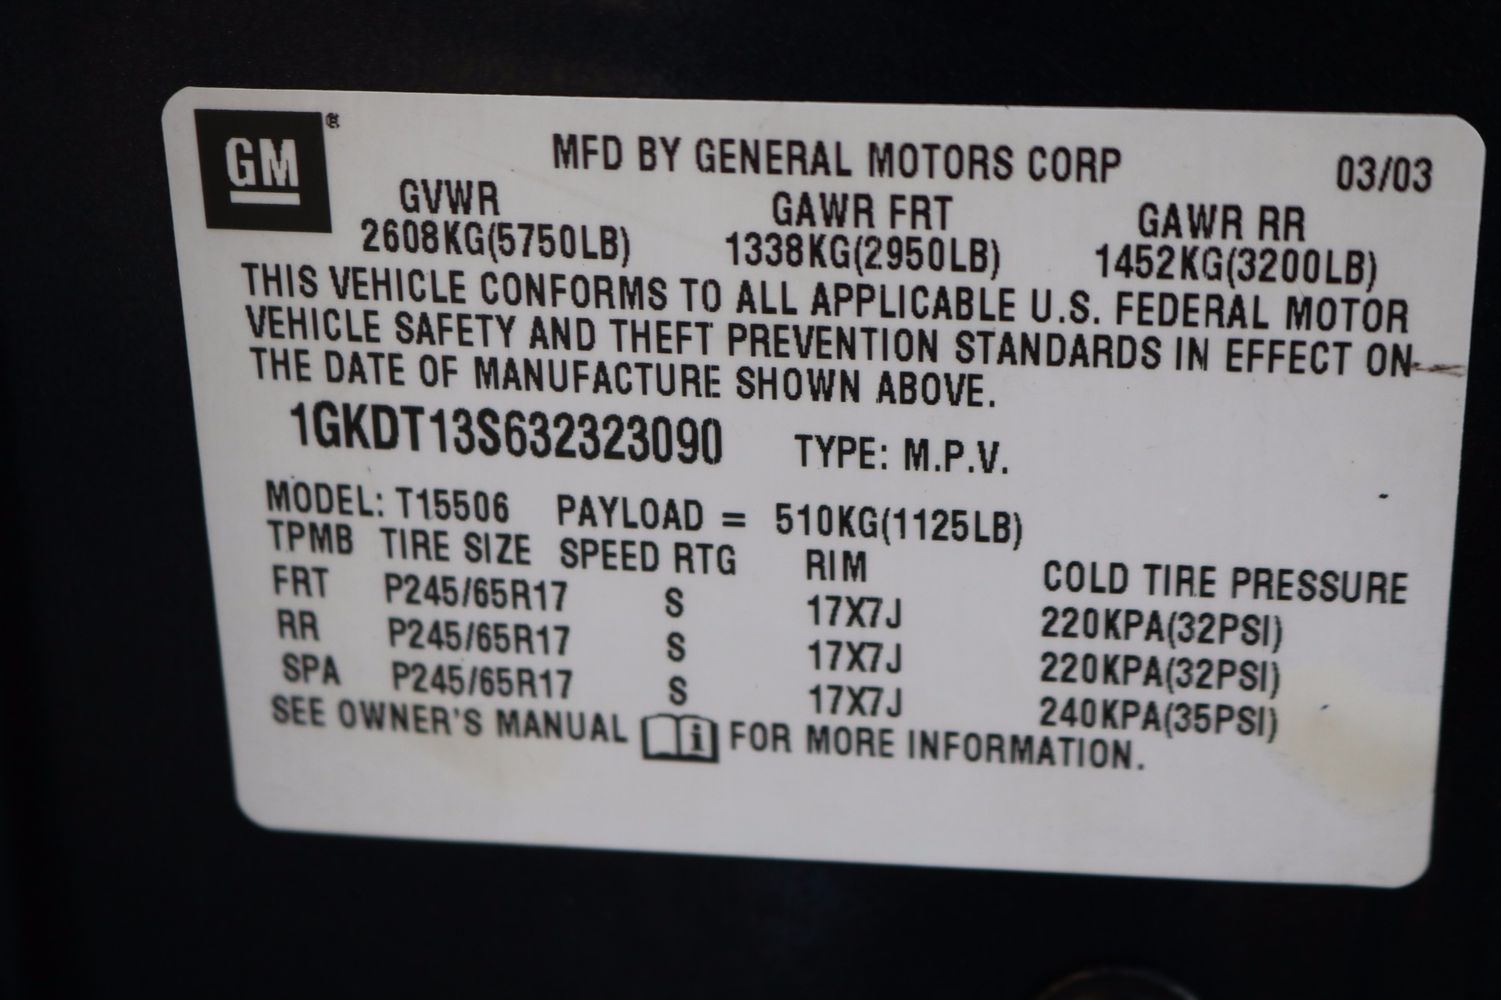 GM®
MFD BY GENERAL MOTORS CORP 03/03
GVWR GAWR FRT GAWR RR
2608KG(5750LB) 1338KG(2950LB) 1452KG(3200LB)
THIS VEHICLE CONFORMS TO ALL APPLICABLE U.S. FEDERAL MOTOR
VEHICLE SAFETY AND THEFT PREVENTION STANDARDS IN EFFECT ON
THE DATE OF MANUFACTURE SHOWN ABOVE.
1GKDT13S632323090 TYPE: M.P.V.
MODEL: T15506 PAYLOAD = 510KG(1125LB)
TPMB TIRE SIZE SPEED RTG RIM COLD TIRE PRESSURE
FRT P245/65R17 S 17X7J 220KPA(32PSI)
RR P245/65R17 S 17X7J 220KPA(32PSI)
SPA P245/65R17 S 17X7J 240KPA(35PSI)
SEE OWNER'S MANUAL i FOR MORE INFORMATION.